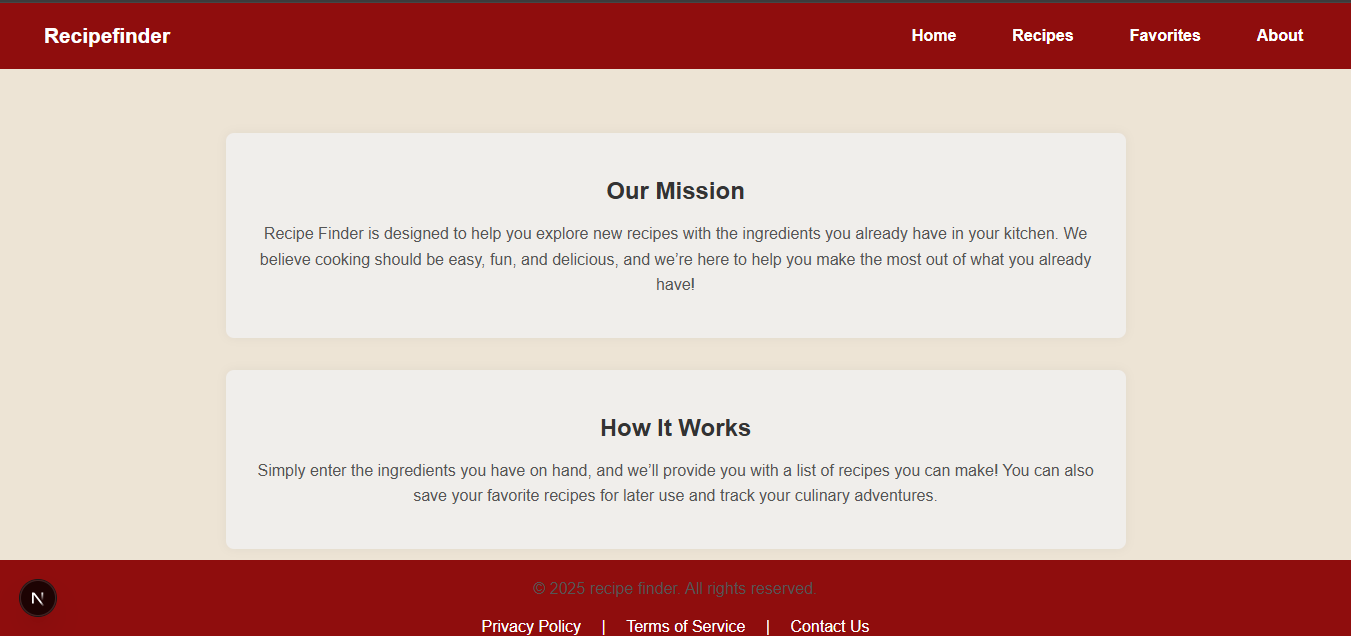 Recipefinder Home Recipes Favorites About
Our Mission
Recipe Finder is designed to help you explore new recipes with the ingredients you already have in your kitchen. We
believe cooking should be easy, fun, and delicious, and we’re here to help you make the most out of what you already
have!
How It Works
Simply enter the ingredients you have on hand, and we’ll provide you with a list of recipes you can make! You can also
save your favorite recipes for later use and track your culinary adventures.
© 2025 recipe finder. All rights reserved.
N
Privacy Policy | Terms of Service | Contact Us